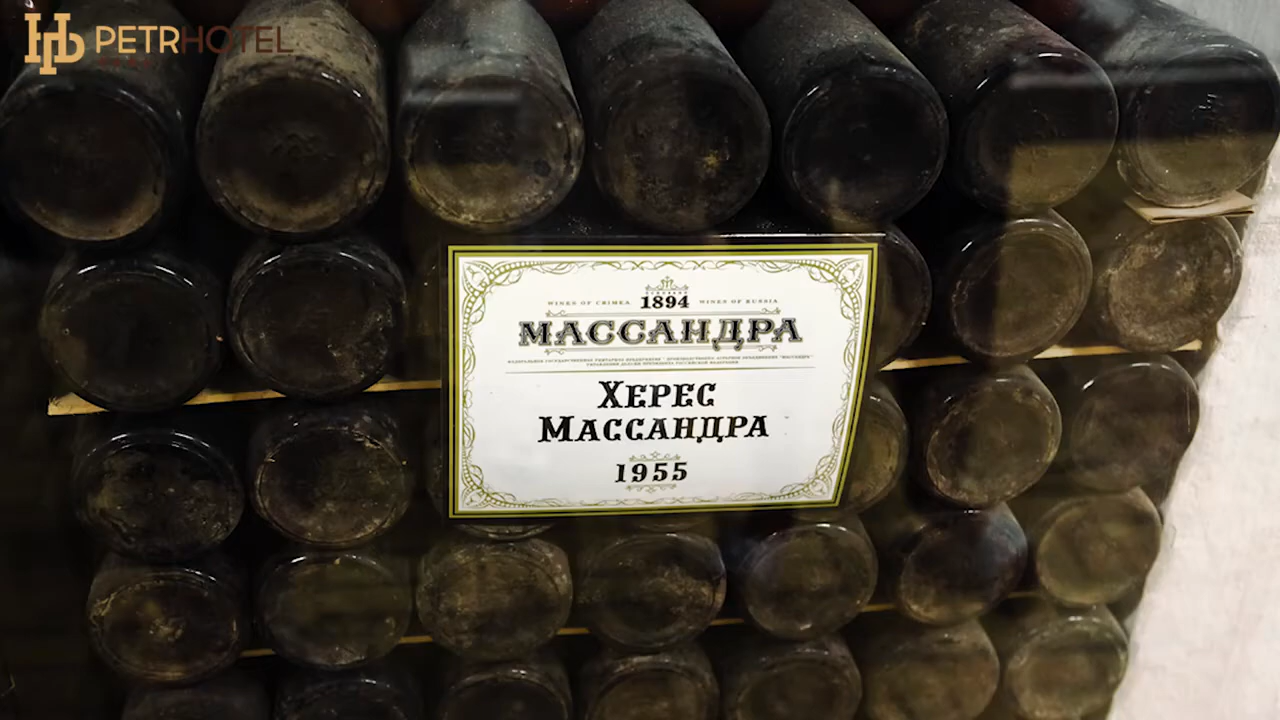 PETRHOTEL
WINES OF CRIMEA 1894 WINES OF RUSSIA
МАССАНДРА
ХЕРЕС
МАССАНДРА
1955